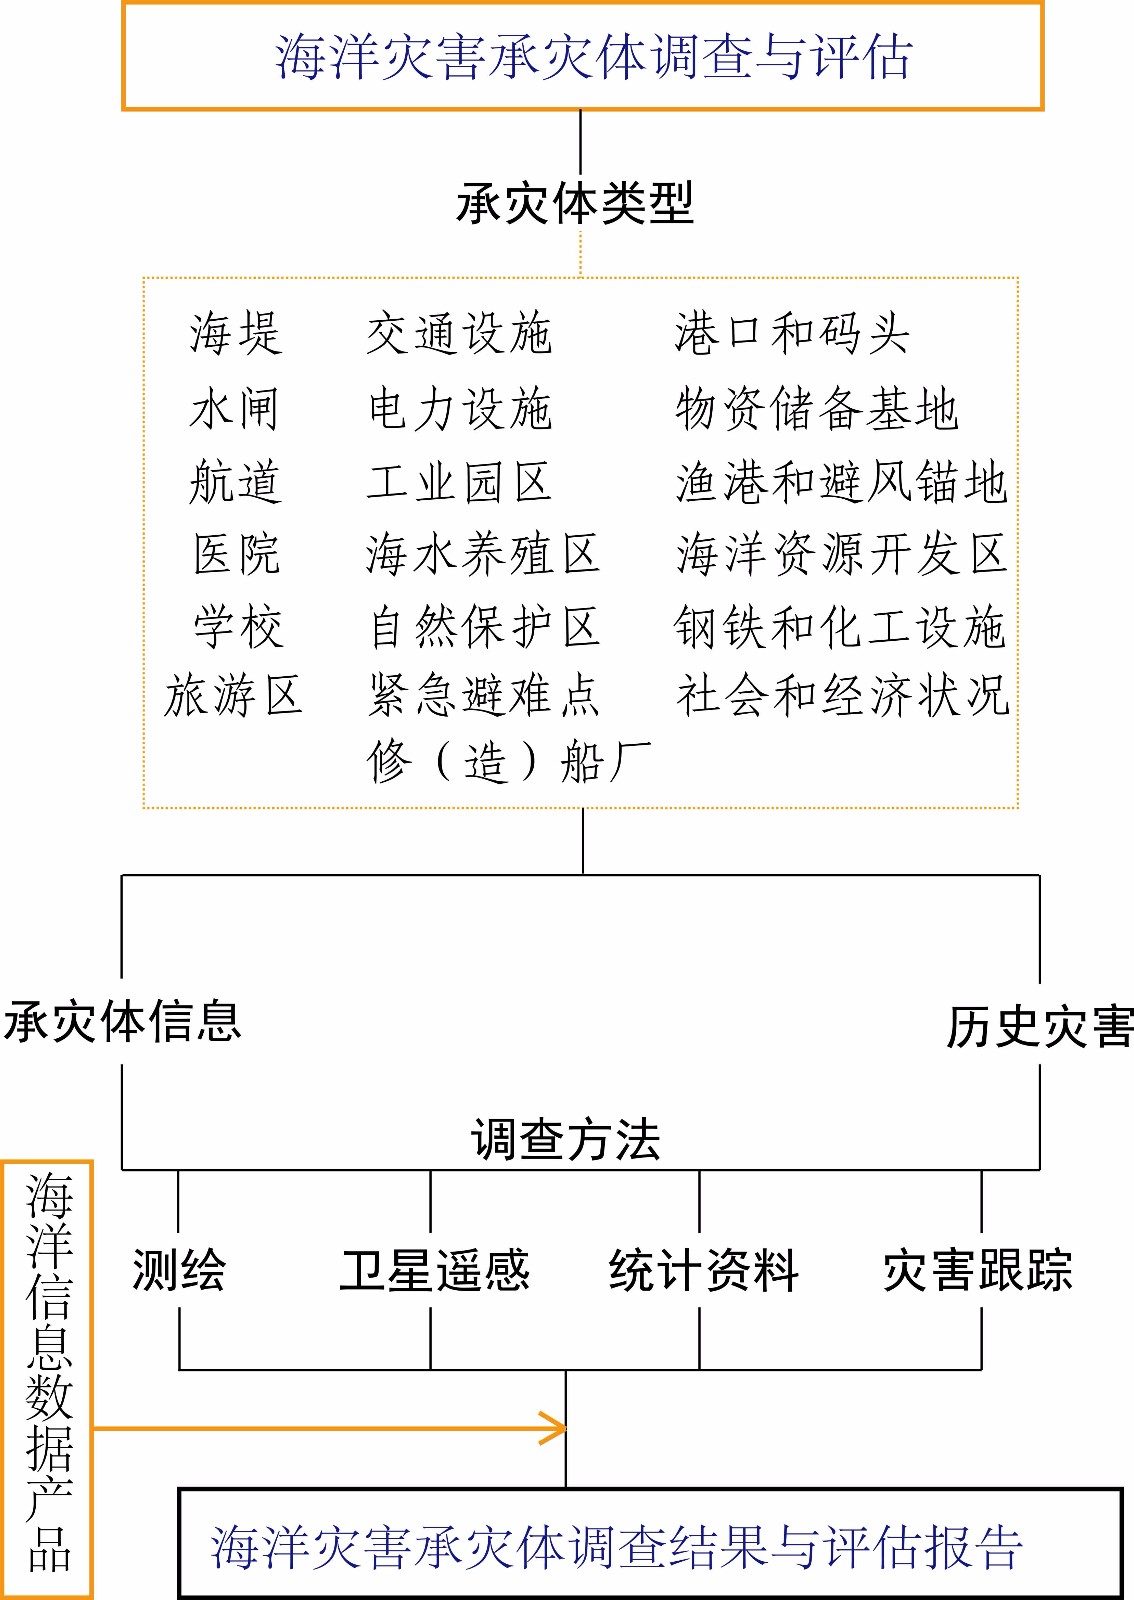 海洋灾害承灾体调查与评估
承灾体类型
海堤 交通设施 港口和码头
水闸 电力设施 物资储备基地
航道 工业园区 渔港和避风锚地
医院 海水养殖区 海洋资源开发区
学校 自然保护区 钢铁和化工设施
旅游区 紧急避难点 社会和经济状况
修（造）船厂
承灾体信息 历史灾害
调查方法
测绘 卫星遥感 统计资料 灾害跟踪
海洋信息数据产品
海洋灾害承灾体调查结果与评估报告